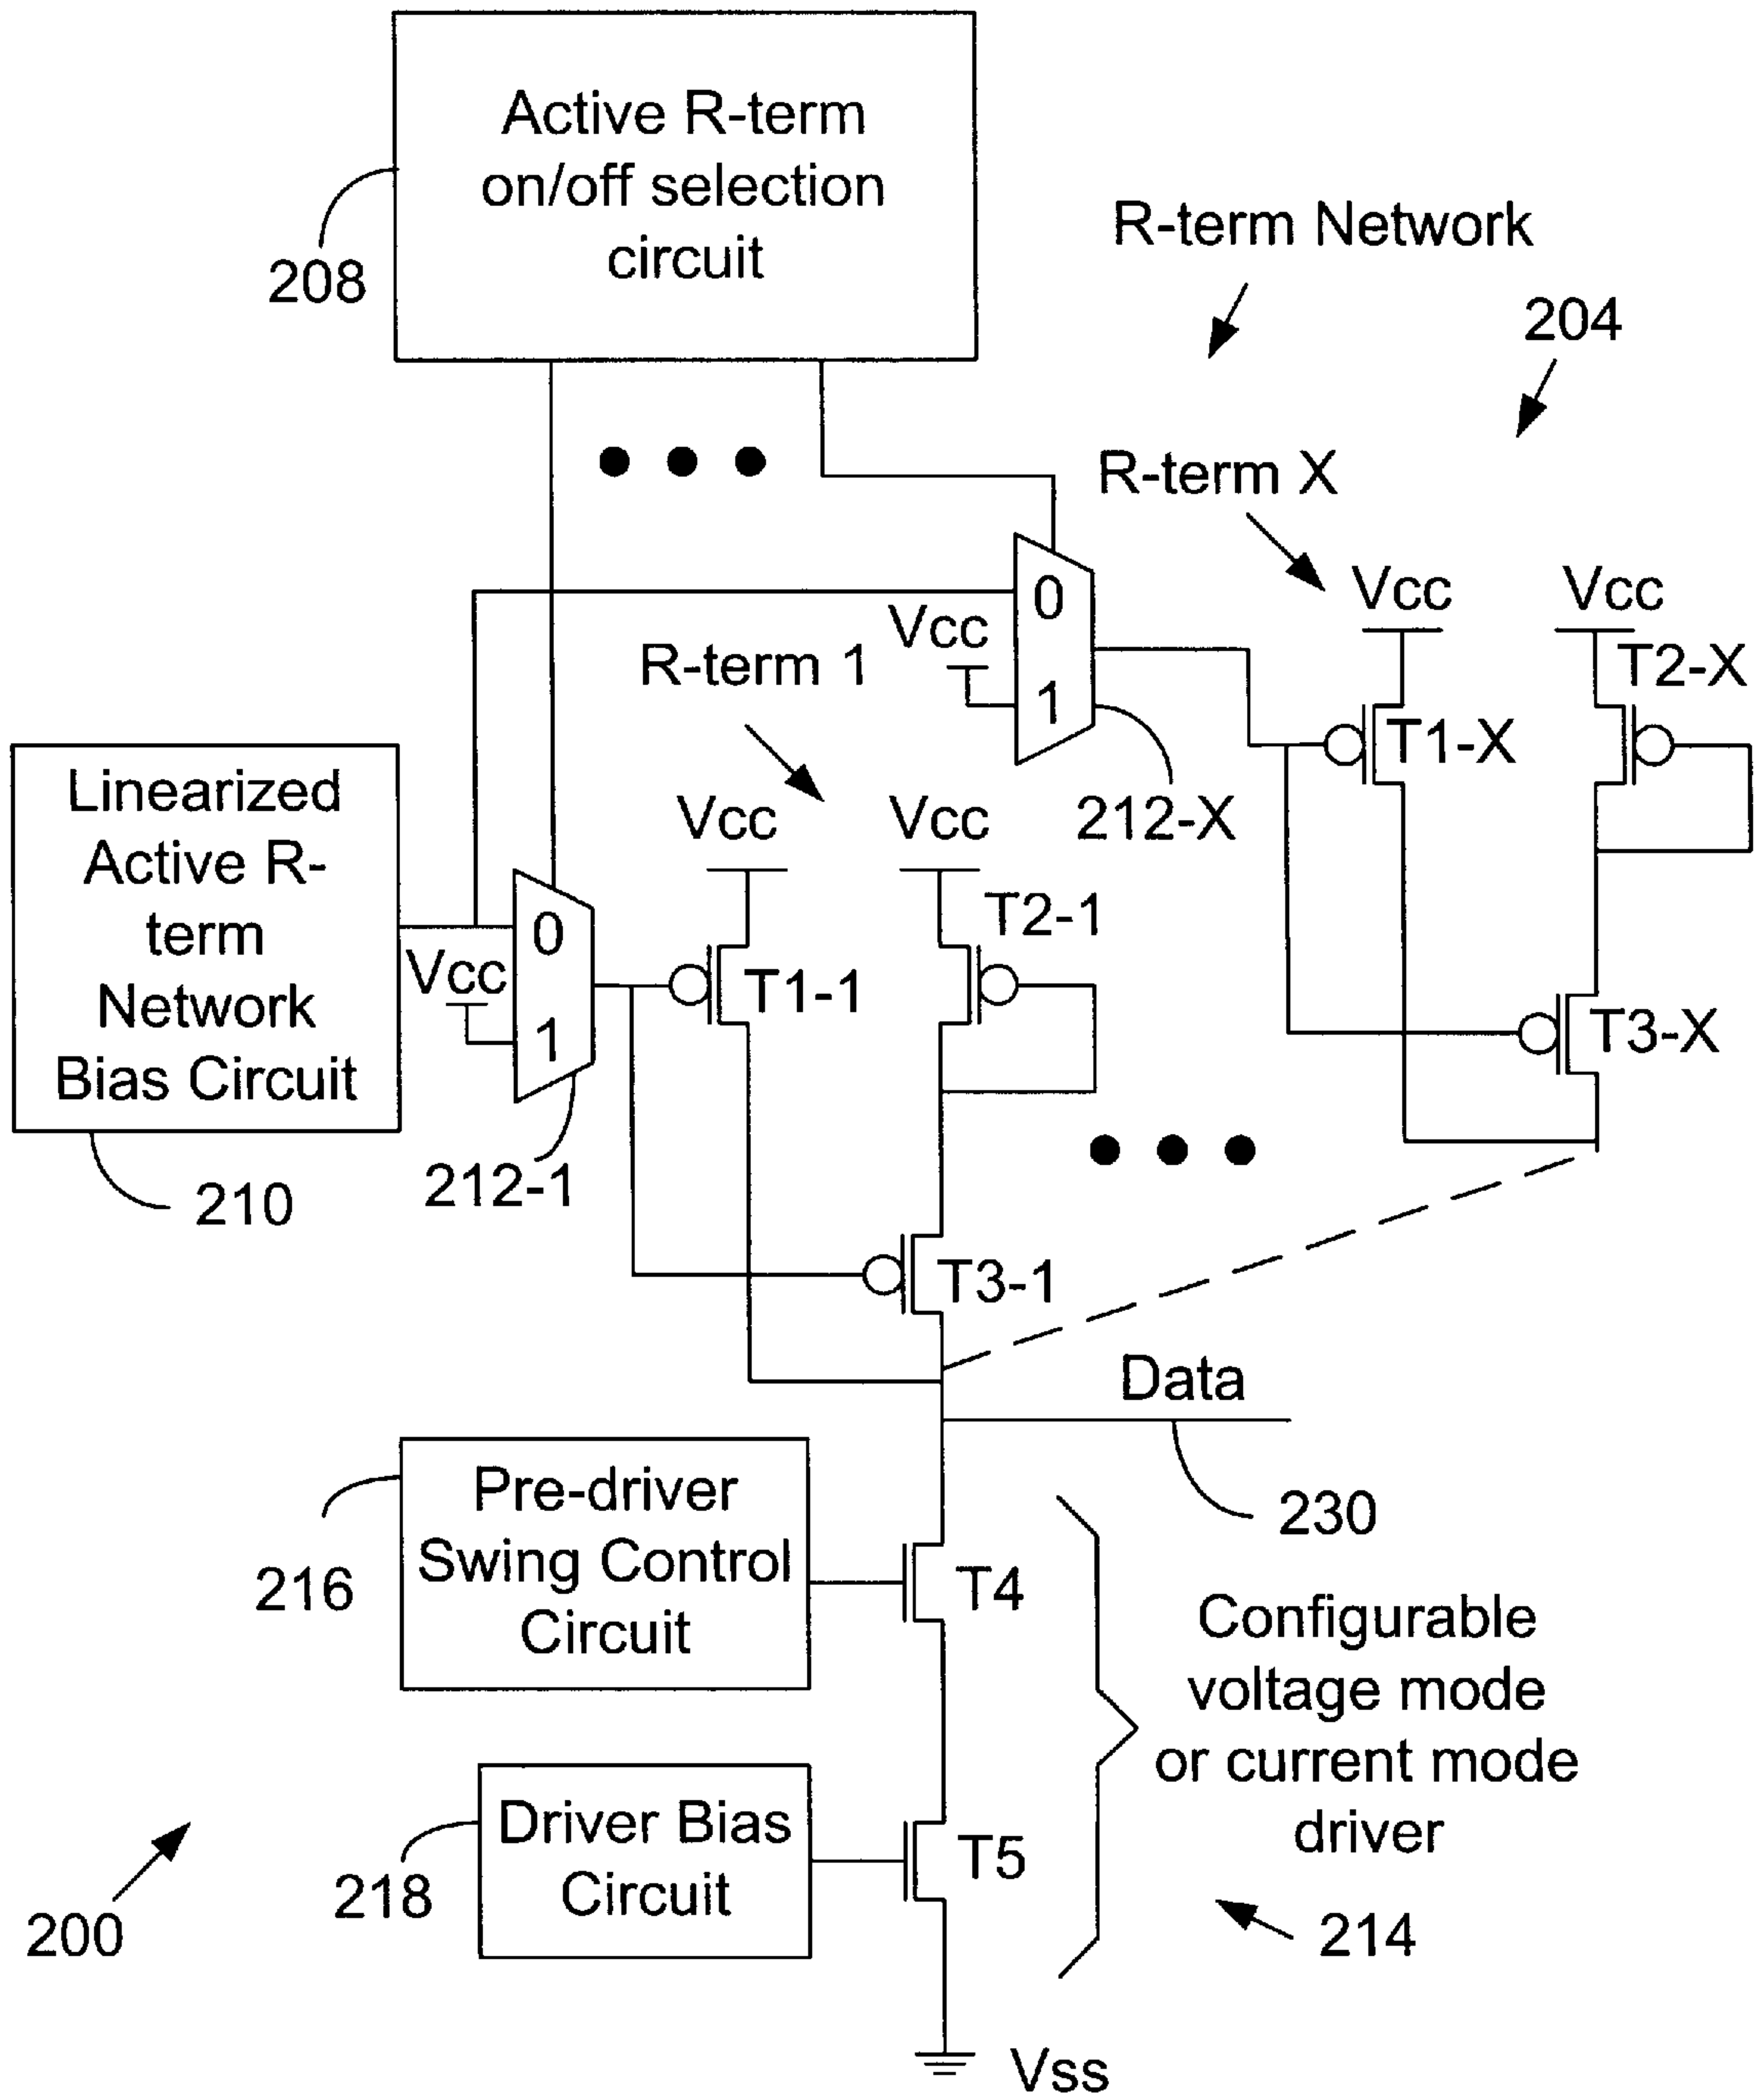 Active R-term
on/off selection
circuit
208
R-term Network
204
R-term X
Vcc
Vcc
0
Vcc
1
T2-X
T1-X
212-X
R-term 1
Linearized
Active R-
term
Network
Bias Circuit
210
Vcc
Vcc
0
Vcc
1
T2-1
T1-1
T3-X
212-1
T3-1
Data
230
Pre-driver
Swing Control
Circuit
216
T4
Configurable
voltage mode
or current mode
driver
214
Driver Bias
Circuit
218
T5
200
Vss